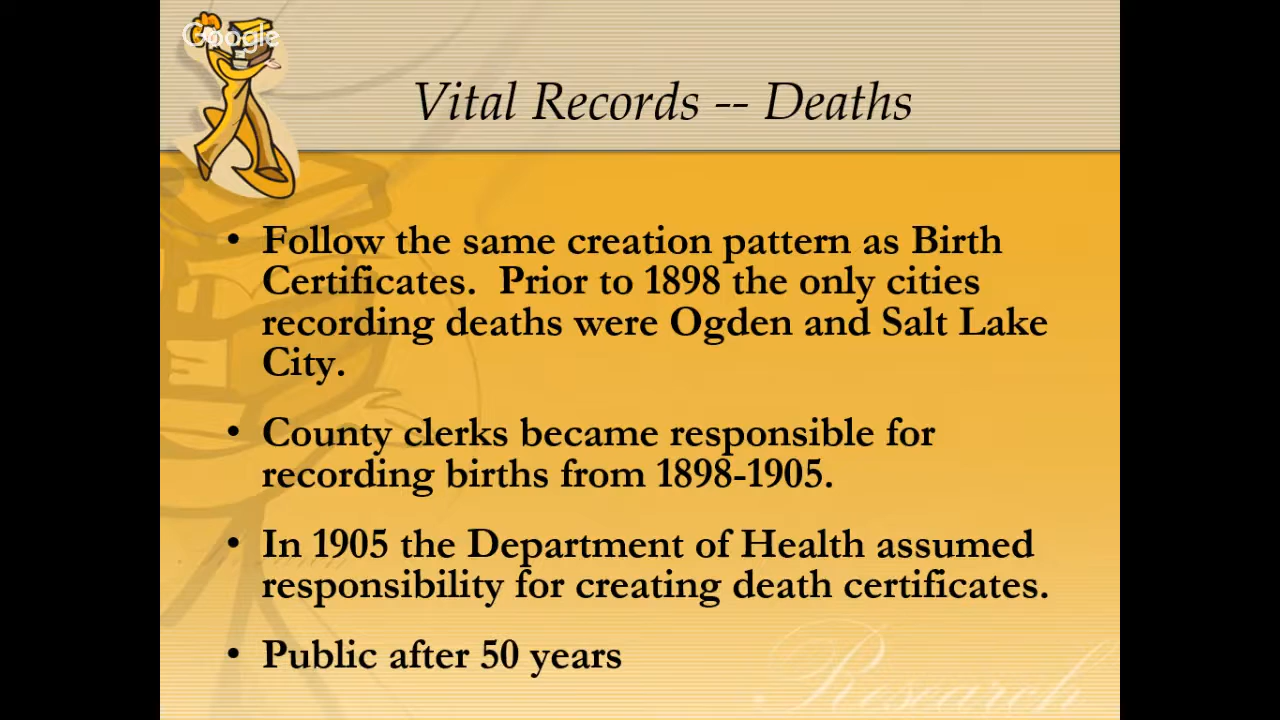 Google
Vital Records -- Deaths
• Follow the same creation pattern as Birth
Certificates.  Prior to 1898 the only cities
recording deaths were Ogden and Salt Lake
City.
• County clerks became responsible for
recording births from 1898-1905.
• In 1905 the Department of Health assumed
responsibility for creating death certificates.
• Public after 50 years
Research